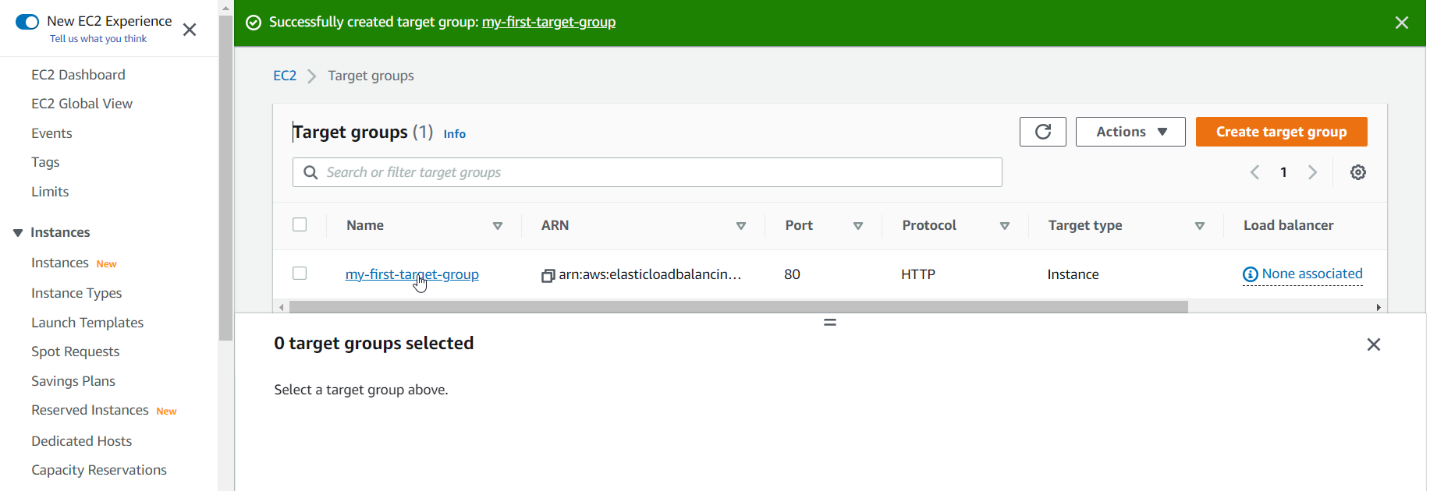 New EC2 Experience
Tell us what you think
EC2 Dashboard
EC2 Global View
Events
Tags
Limits
Instances
Instances New
Instance Types
Launch Templates
Spot Requests
Savings Plans
Reserved Instances New
Dedicated Hosts
Capacity Reservations
Successfully created target group: my-first-target-group
EC2 > Target groups
Target groups (1) Info
Actions
Create target group
Search or filter target groups
1
Name ARN Port Protocol Target type Load balancer
my-first-target-group arn:aws:elasticloadbalancin... 80 HTTP Instance None associated
0 target groups selected
Select a target group above.